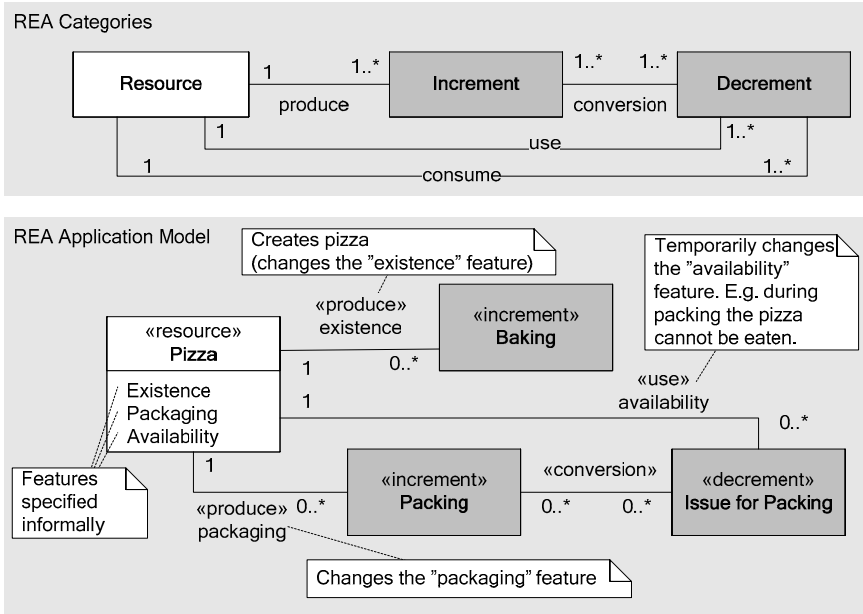 REA Categories
Resource
1
1..*
produce
Increment
1..*
1..*
conversion
Decrement
1
use
1..*
1
consume
1..*
REA Application Model
Creates pizza
(changes the ”existence” feature)
Temporarily changes
the ”availability”
feature. E.g. during
packing the pizza
cannot be eaten.
«produce»
existence
«increment»
Baking
«resource»
Pizza
1
0..*
Existence
Packaging
Availability
1
«use»
availability
0..*
Features
specified
informally
1
«produce»
packaging
0..*
«increment»
Packing
«conversion»
0..*
0..*
«decrement»
Issue for Packing
Changes the ”packaging” feature